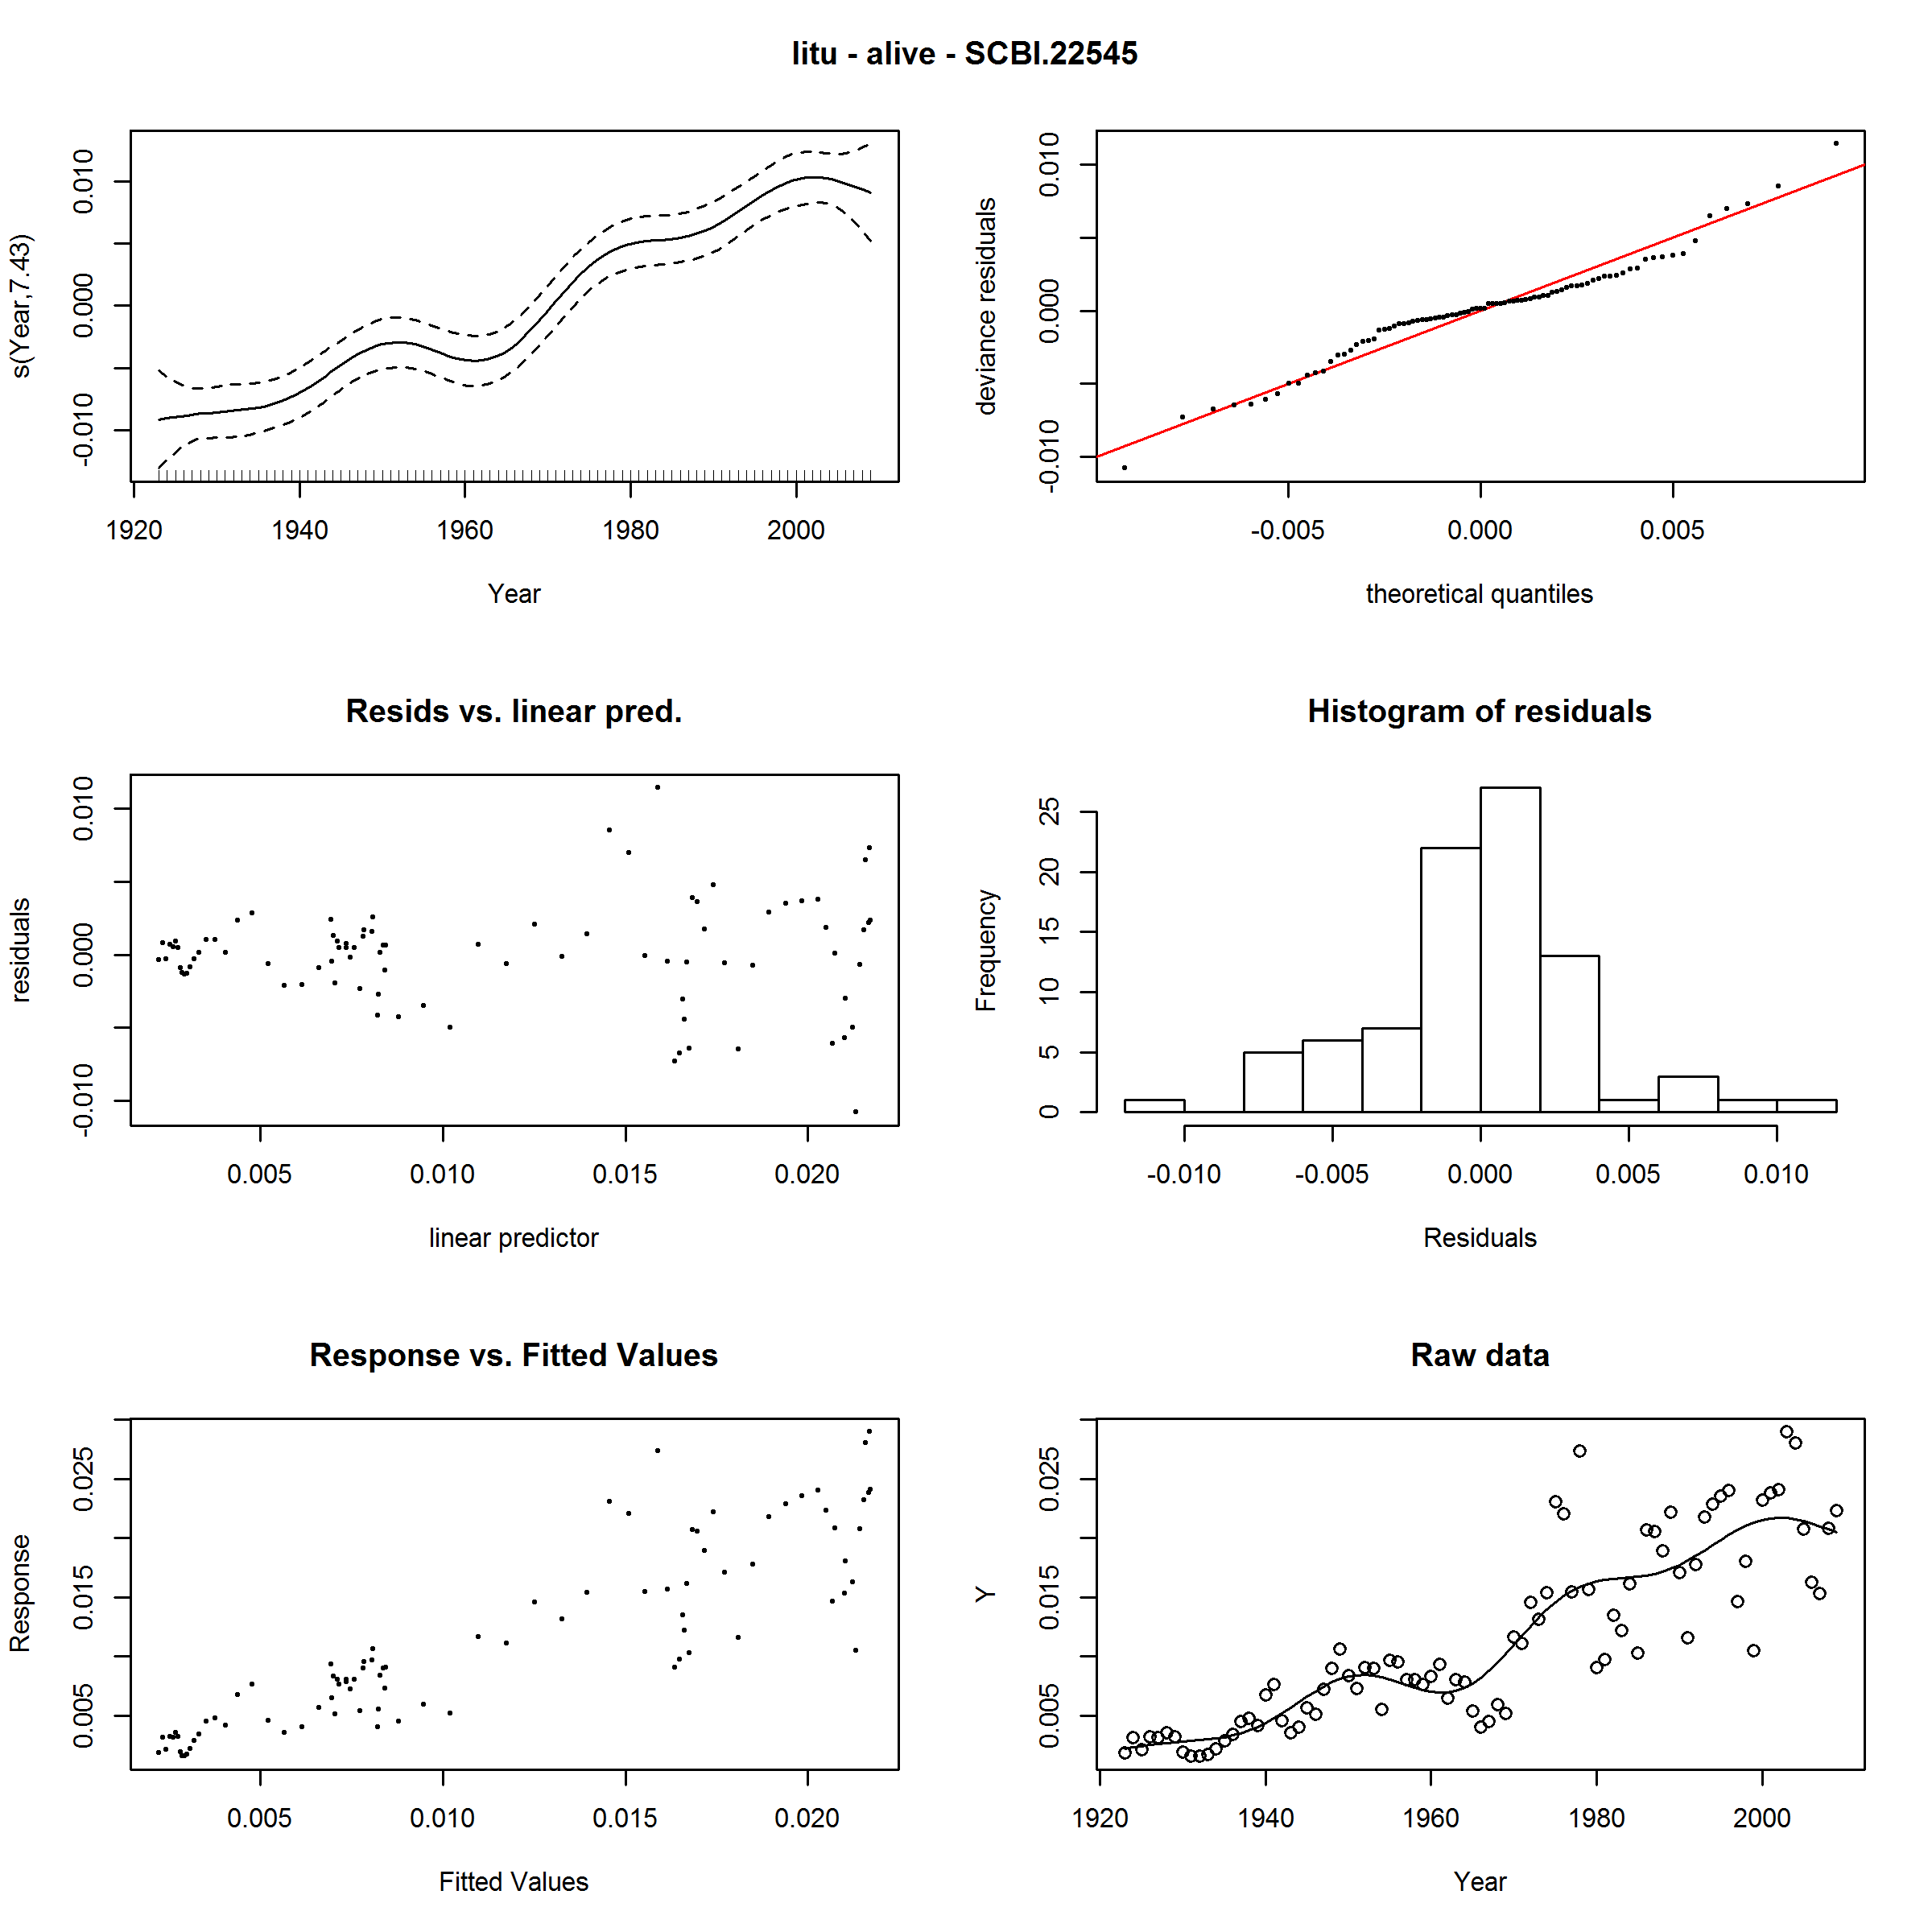 litu - alive - SCBI.22545
s(Year,7.43)
0.010
0.000
-0.010
1920 1940 1960 1980 2000
Year
deviance residuals
0.010
0.000
-0.010
-0.005 0.000 0.005
theoretical quantiles
Resids vs. linear pred.
residuals
0.010
0.000
-0.010
0.005 0.010 0.015 0.020
linear predictor
Histogram of residuals
Frequency
25
20
15
10
5
0
-0.010 -0.005 0.000 0.005 0.010
Residuals
Response vs. Fitted Values
Response
0.025
0.015
0.005
0.005 0.010 0.015 0.020
Fitted Values
Raw data
Y
0.025
0.015
0.005
1920 1940 1960 1980 2000
Year